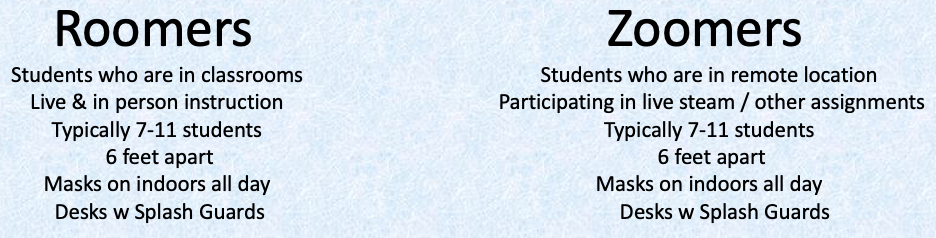 Roomers
Students who are in classrooms
Live & in person instruction
Typically 7-11 students
6 feet apart
Masks on indoors all day
Desks w Splash Guards
Zoomers
Students who are in remote location
Participating in live steam / other assignments
Typically 7-11 students
6 feet apart
Masks on indoors all day
Desks w Splash Guards